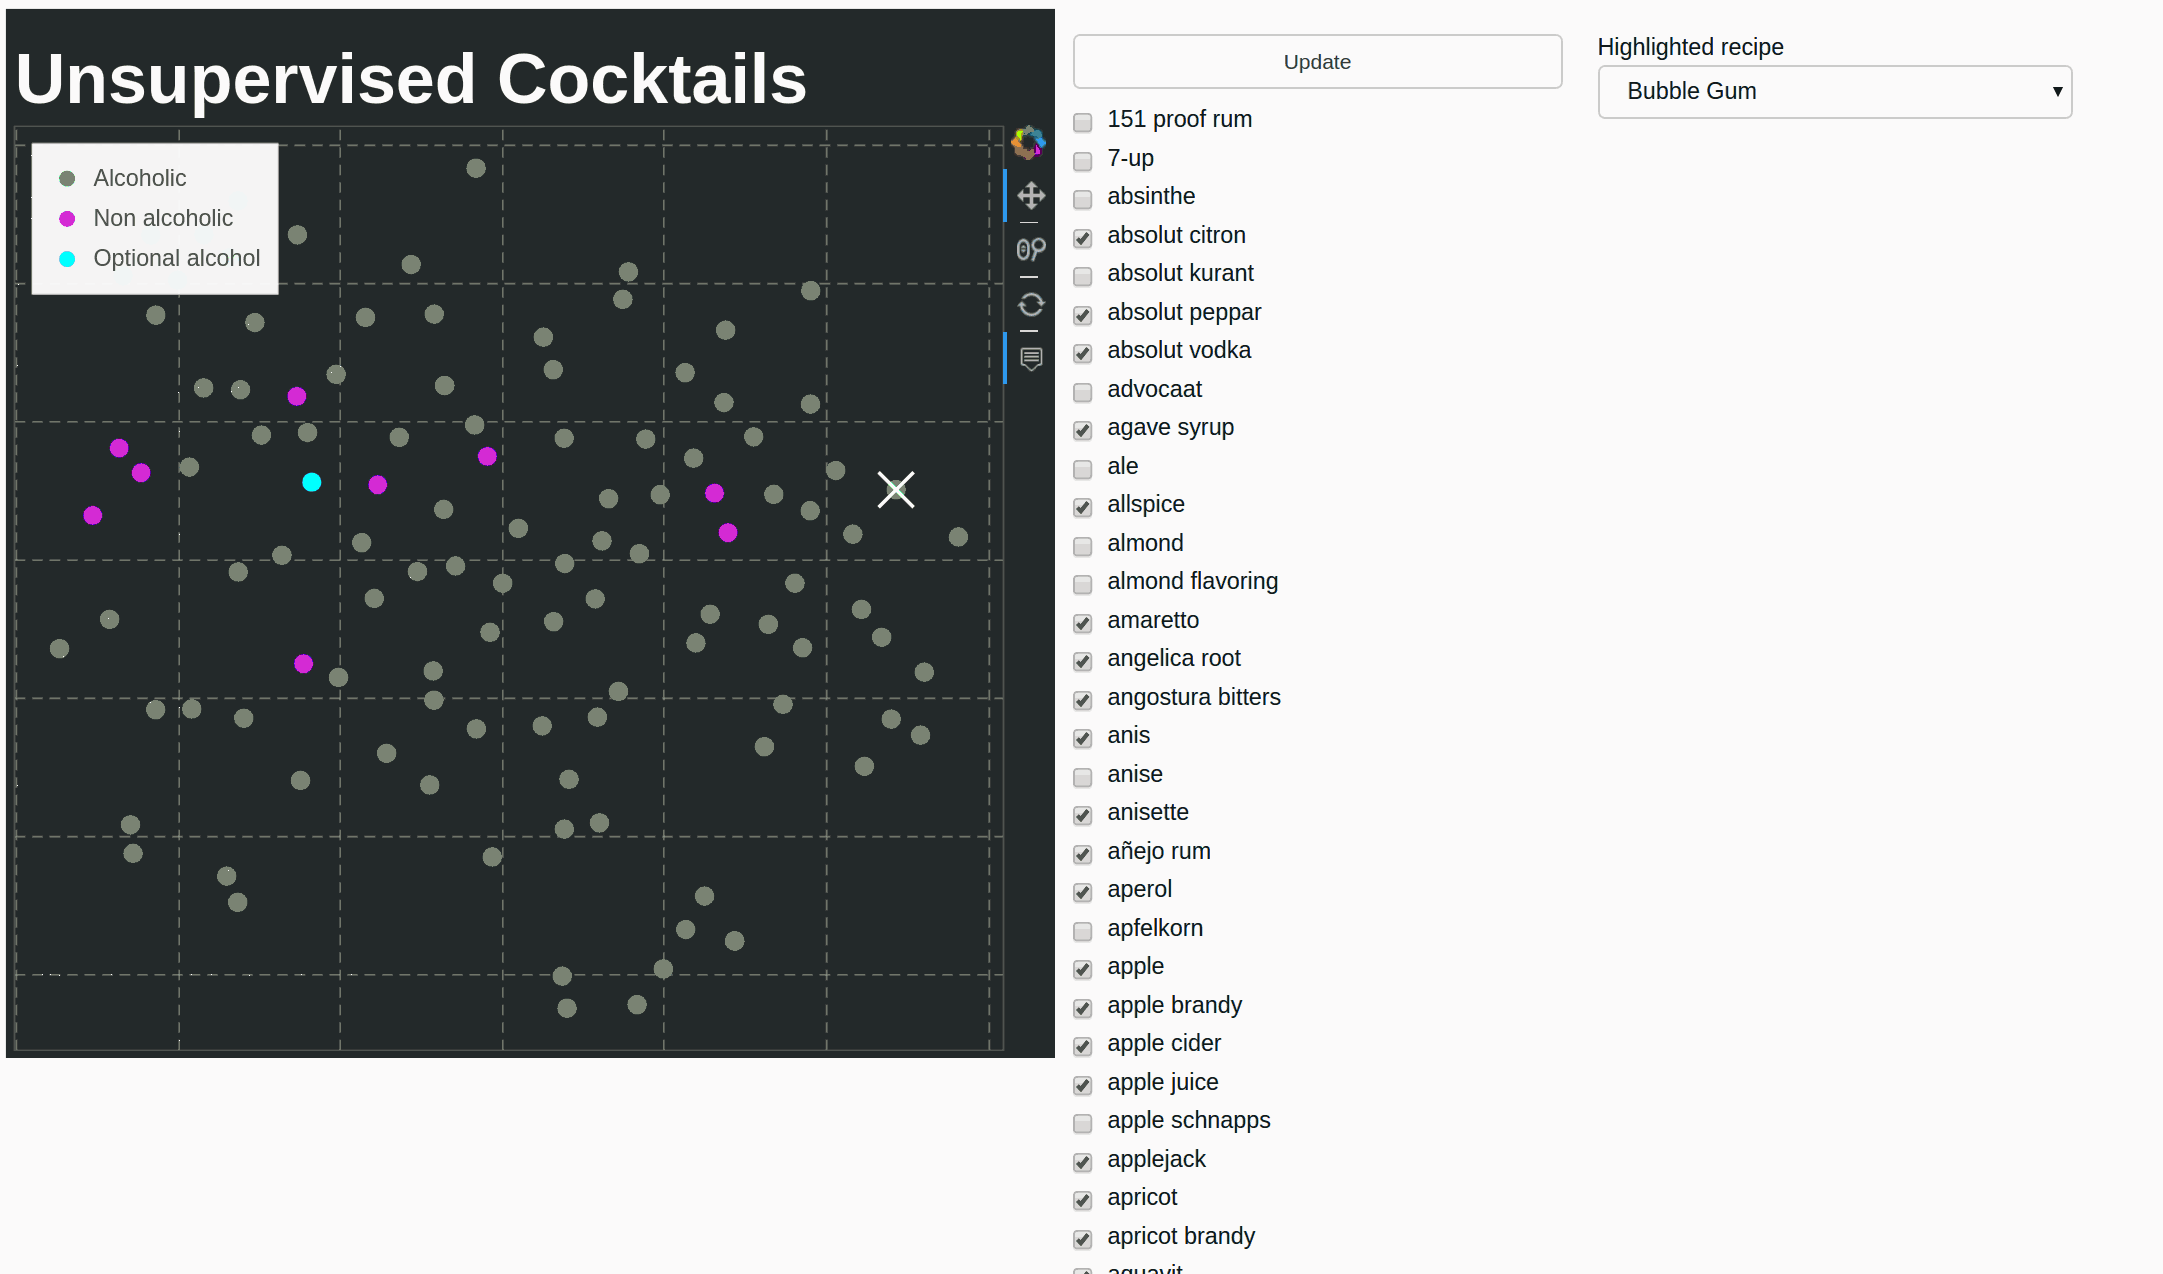 Unsupervised Cocktails
Alcoholic
Non alcoholic
Optional alcohol
Update
151 proof rum
7-up
absinthe
absolut citron
absolut kurant
absolut peppar
absolut vodka
advocaat
agave syrup
ale
allspice
almond
almond flavoring
amaretto
angelica root
angostura bitters
anis
anise
anisette
añejo rum
aperol
apfelkorn
apple
apple brandy
apple cider
apple juice
apple schnapps
applejack
apricot
apricot brandy
aquavit
Highlighted recipe
Bubble Gum